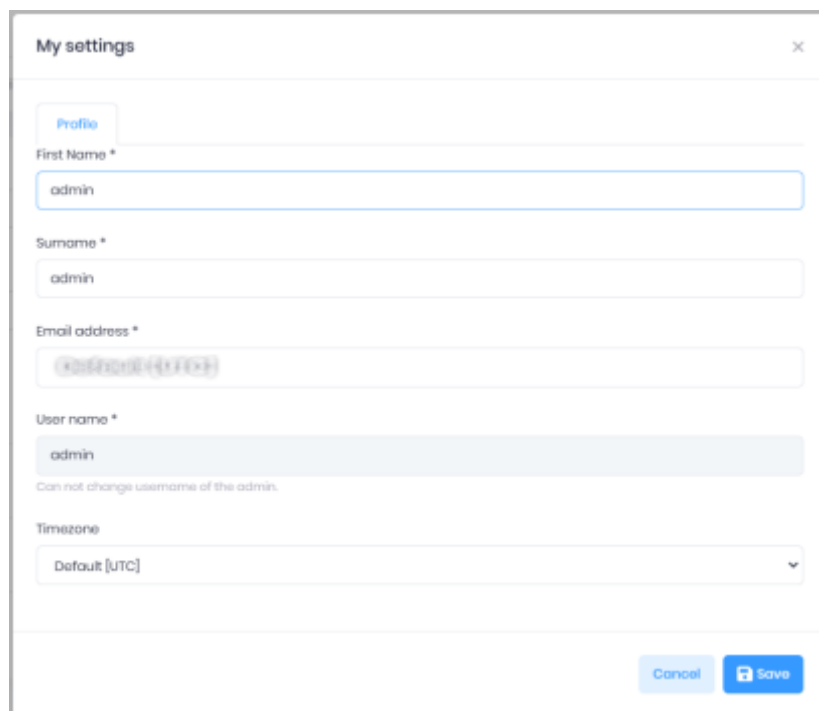 My settings
×
Profile
First Name *
admin
Surname *
admin
Email address *
User name *
admin
Can not change username of the admin.
Timezone
Default [UTC]
Cancel
Save